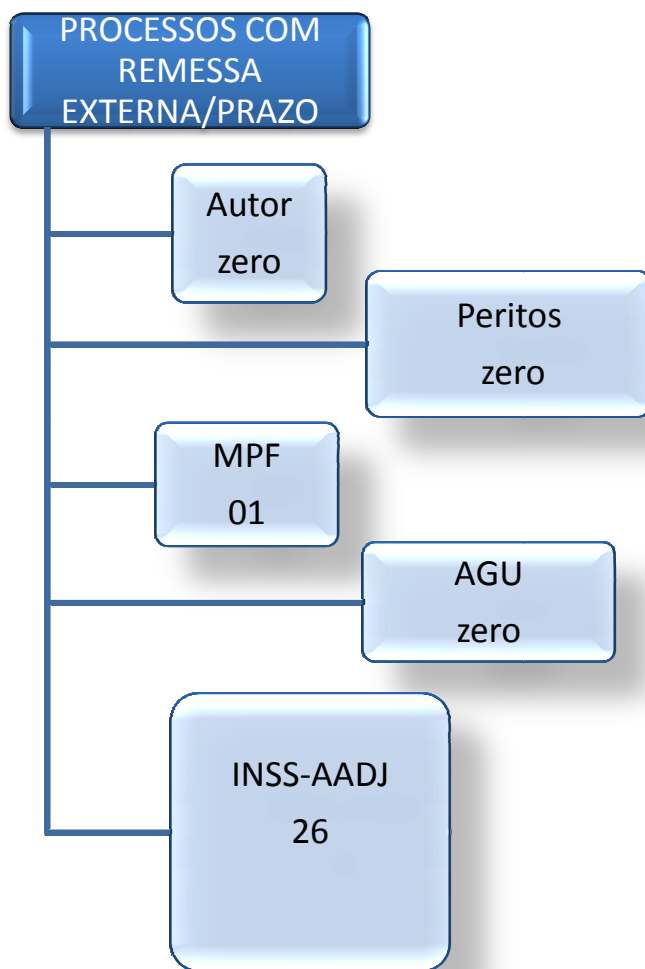 PROCESSOS COM
REMESSA
EXTERNA/PRAZO
Autor
zero
Peritos
zero
MPF
01
AGU
zero
INSS-AADJ
26